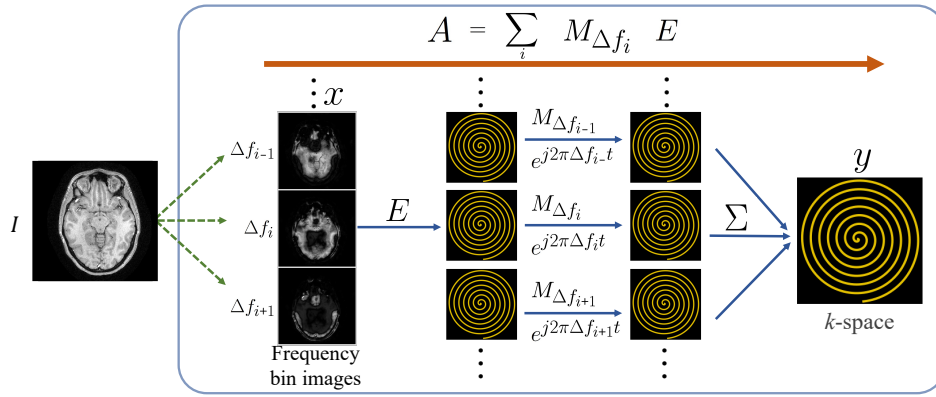 A = ∑_i M_{Δf_i} E
x
y
I
Δf_{i-1}
Δf_i
Δf_{i+1}
E
M_{Δf_{i-1}}
e^{j2πΔf_{i-}t}
M_{Δf_i}
e^{j2πΔf_i t}
M_{Δf_{i+1}}
e^{j2πΔf_{i+1}t}
Σ
k-space
Frequency
bin images